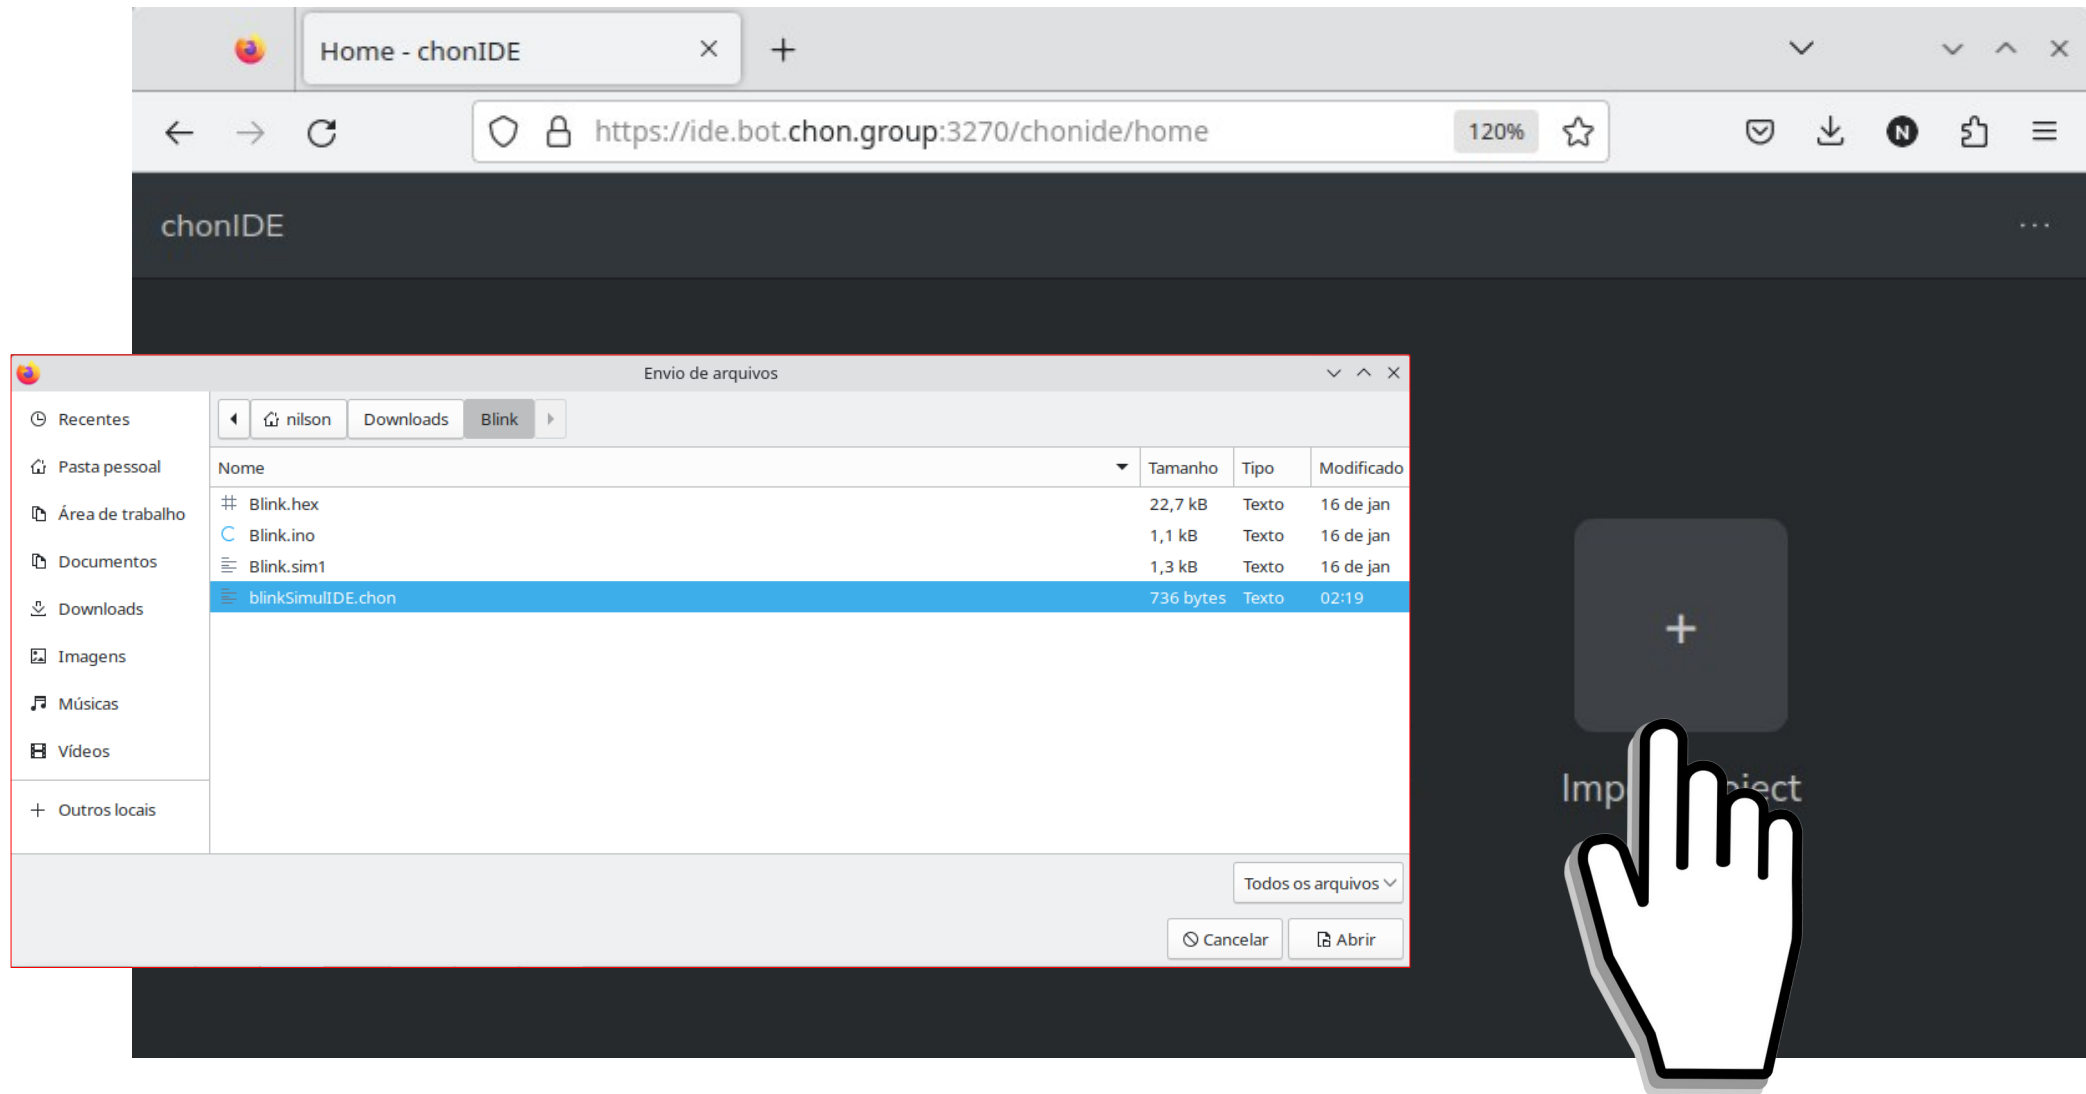 Home - chonIDE
https://ide.bot.chon.group:3270/chonide/home
120%
N
chonIDE
...
Envio de arquivos
Recentes
nilson Downloads Blink
Pasta pessoal
Nome Tamanho Tipo Modificado
Área de trabalho
Blink.hex 22,7 kB Texto 16 de jan
Blink.ino 1,1 kB Texto 16 de jan
Documentos
Blink.sim1 1,3 kB Texto 16 de jan
blinkSimulIDE.chon 736 bytes Texto 02:19
Downloads
Imagens
Músicas
Vídeos
Outros locais
Todos os arquivos
Cancelar Abrir
+
Imp ject